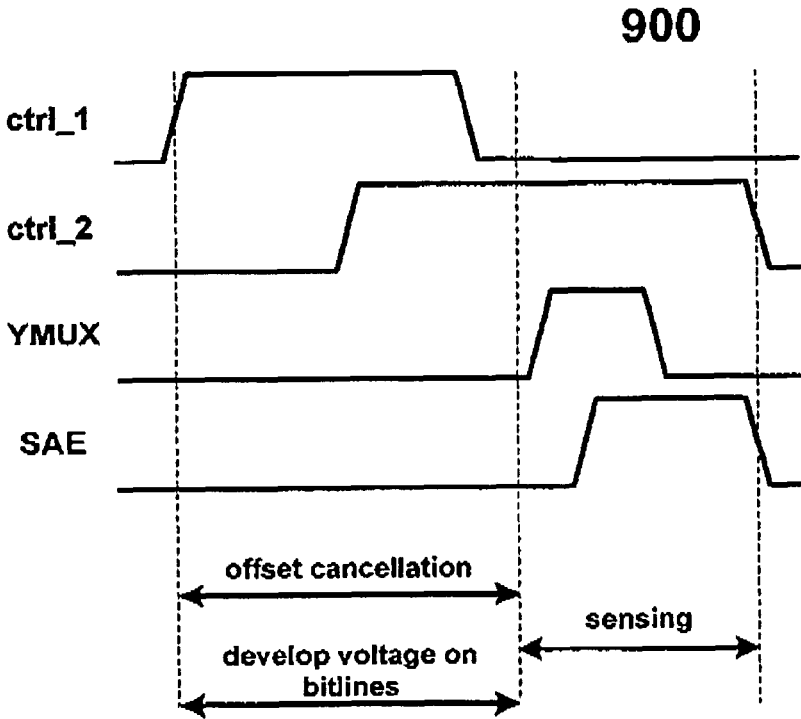 900
ctrl_1
ctrl_2
YMUX
SAE
offset cancellation
sensing
develop voltage on
bitlines